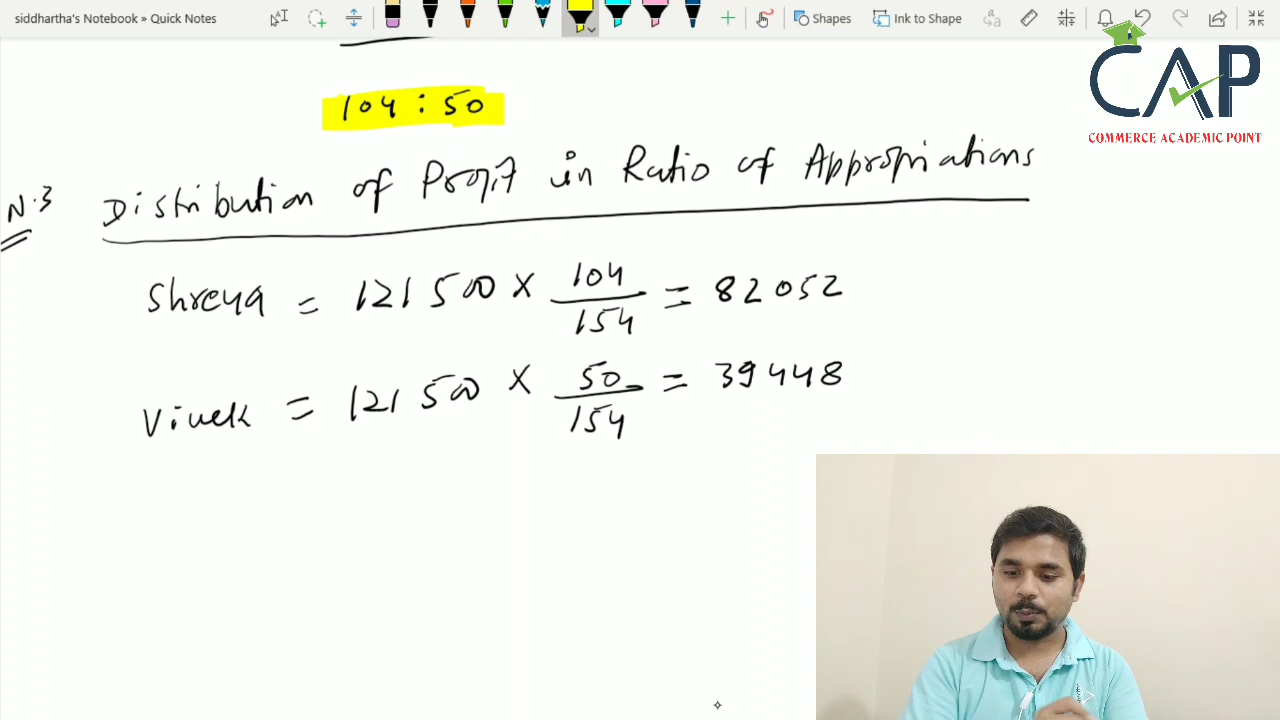 siddhartha's Notebook » Quick Notes
Shapes
Ink to Shape
CAP
COMMERCE ACADEMIC POINT
104 : 50
N.3
Distribution of Profit in Ratio of Appropriations
Shreya = 121500 × 104/154 = 82052
Vivek = 121500 × 50/154 = 39448